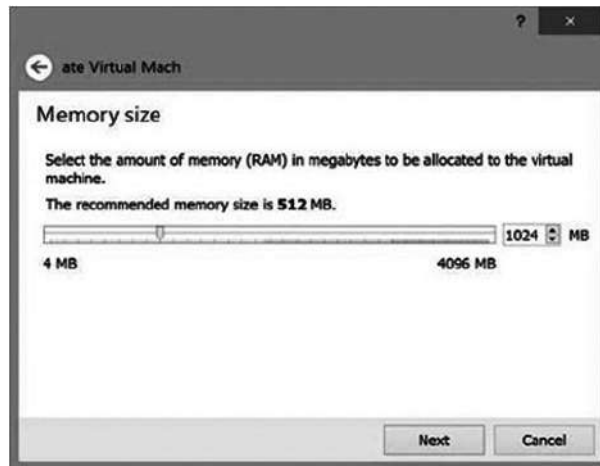 ? ×
ate Virtual Mach
Memory size
Select the amount of memory (RAM) in megabytes to be allocated to the virtual
machine.
The recommended memory size is 512 MB.
1024 MB
4 MB 4096 MB
Next Cancel